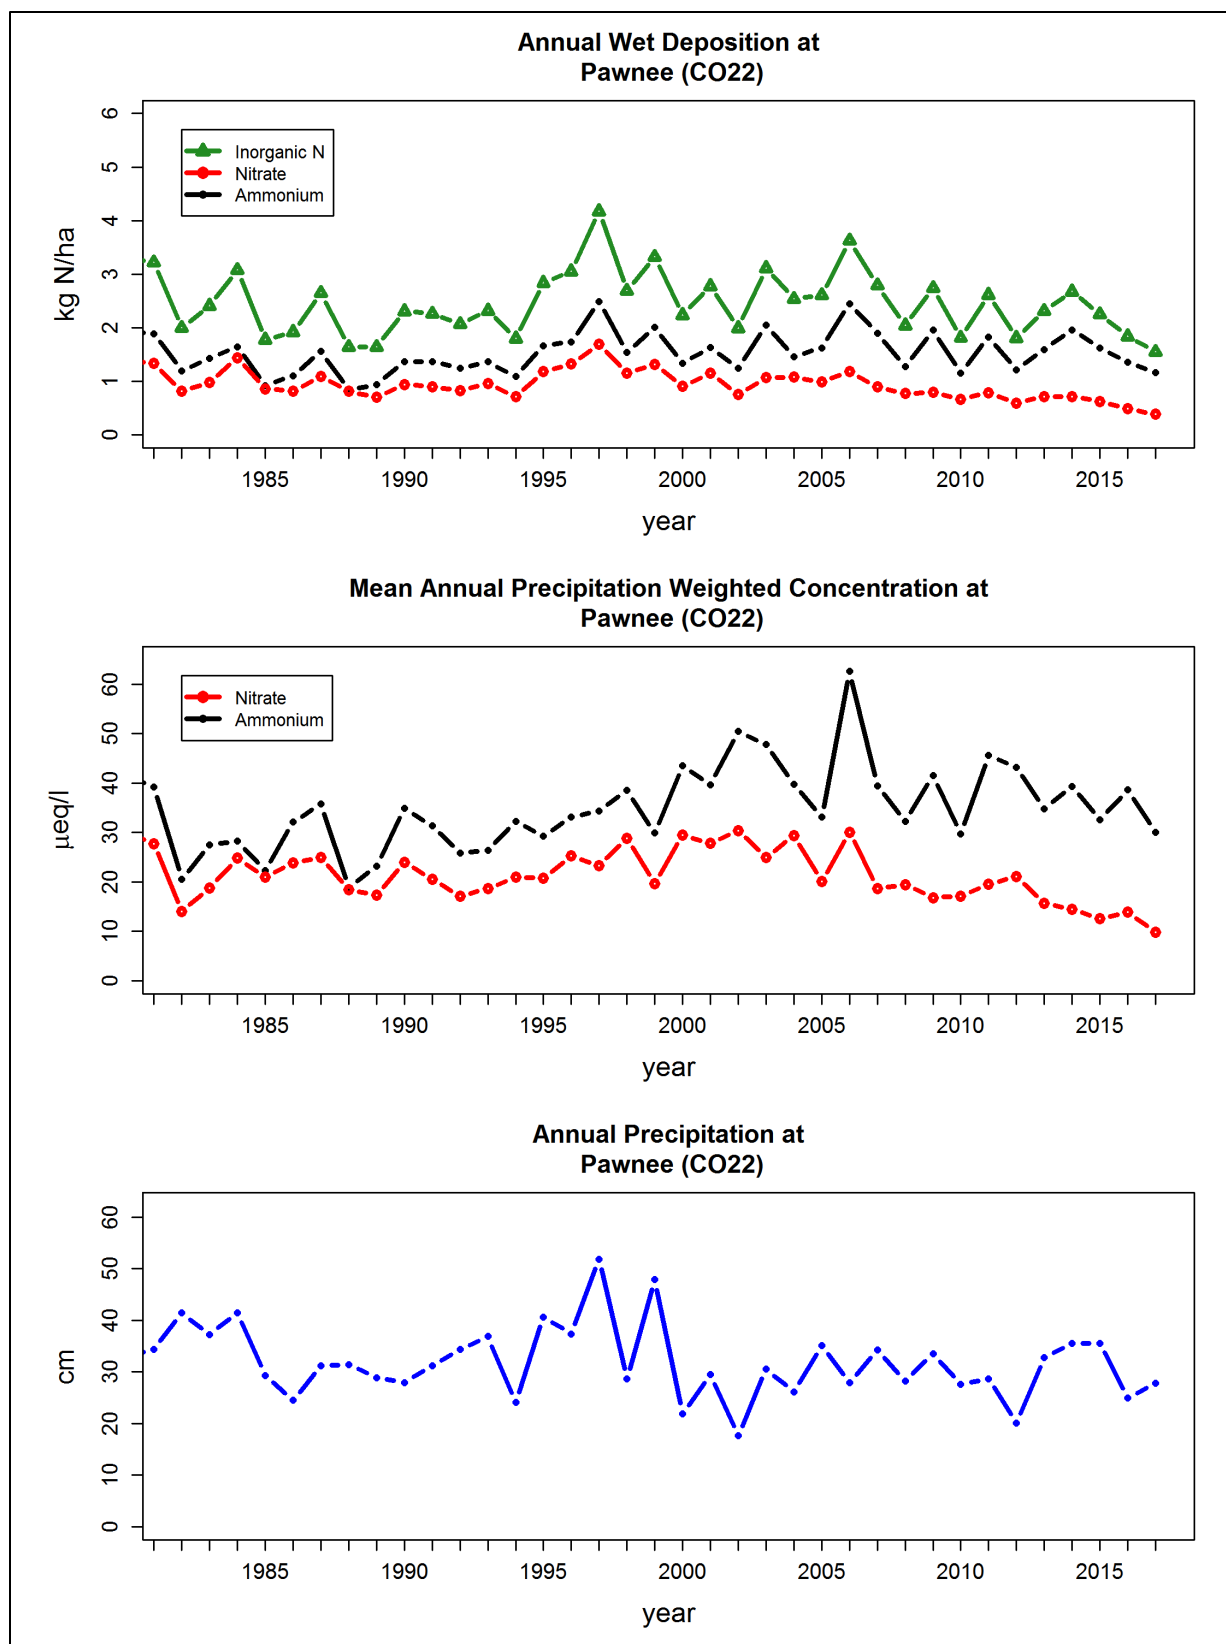 Annual Wet Deposition at
Pawnee (CO22)
6
5
4
3
2
1
0
kg N/ha
Inorganic N
Nitrate
Ammonium
1985 1990 1995 2000 2005 2010 2015
year
Mean Annual Precipitation Weighted Concentration at
Pawnee (CO22)
60
50
40
30
20
10
0
μeq/l
Nitrate
Ammonium
1985 1990 1995 2000 2005 2010 2015
year
Annual Precipitation at
Pawnee (CO22)
60
50
40
30
20
10
0
cm
1985 1990 1995 2000 2005 2010 2015
year